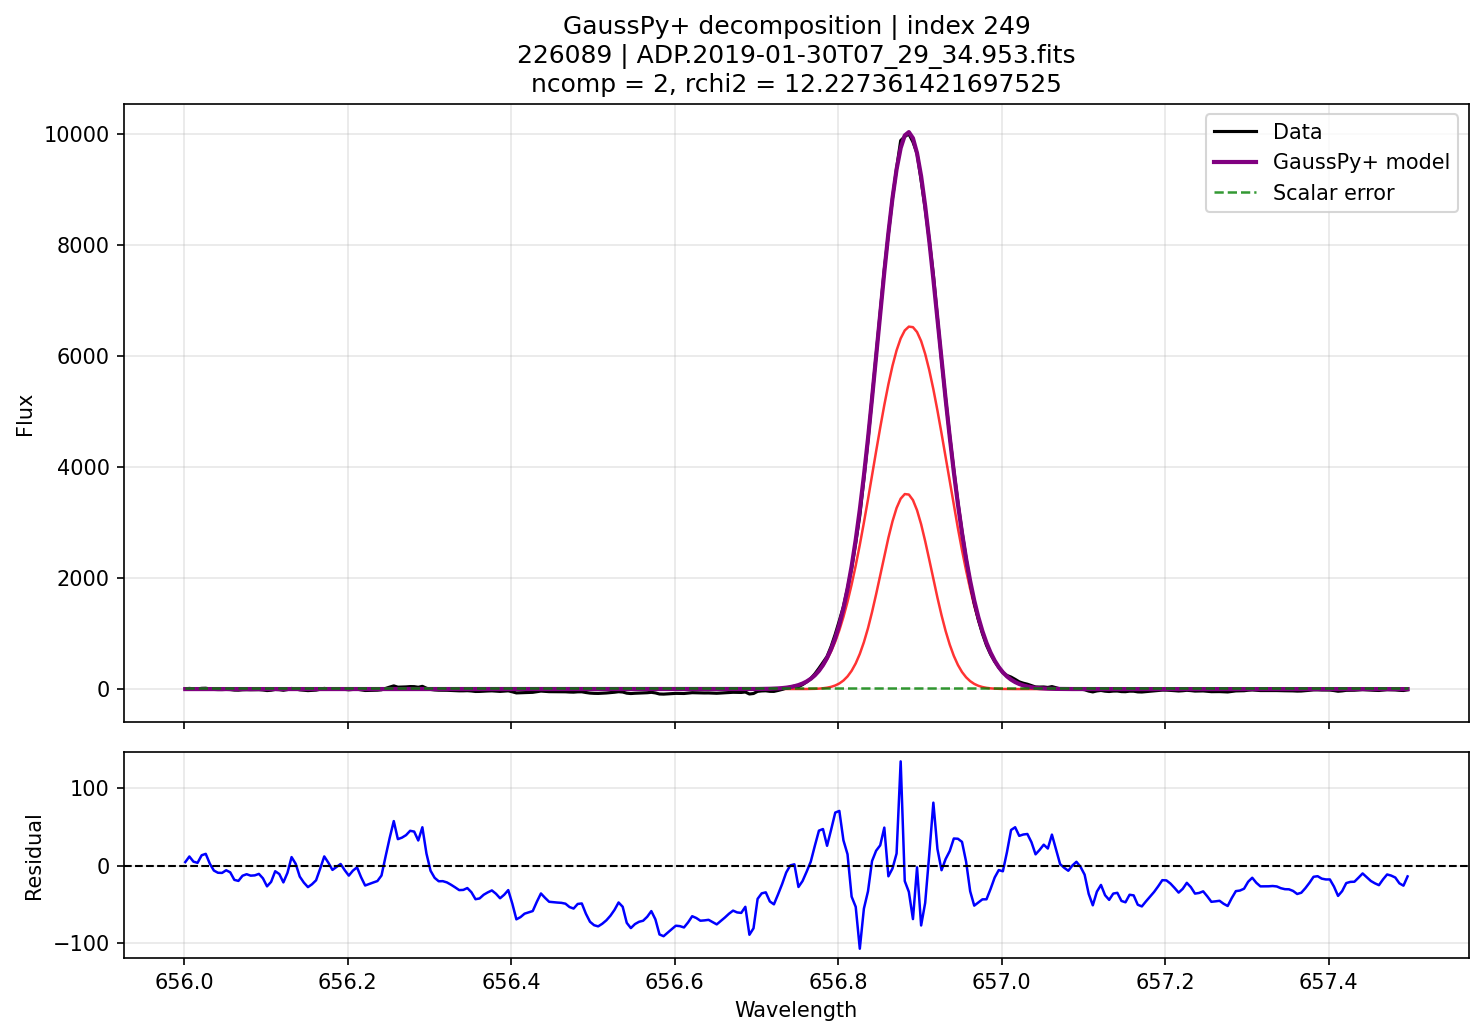 GaussPy+ decomposition | index 249
226089 | ADP.2019-01-30T07_29_34.953.fits
ncomp = 2, rchi2 = 12.227361421697525
Data
GaussPy+ model
Scalar error
10000
8000
6000
4000
2000
0
Flux
100
0
−100
Residual
656.0
656.2
656.4
656.6
656.8
657.0
657.2
657.4
Wavelength